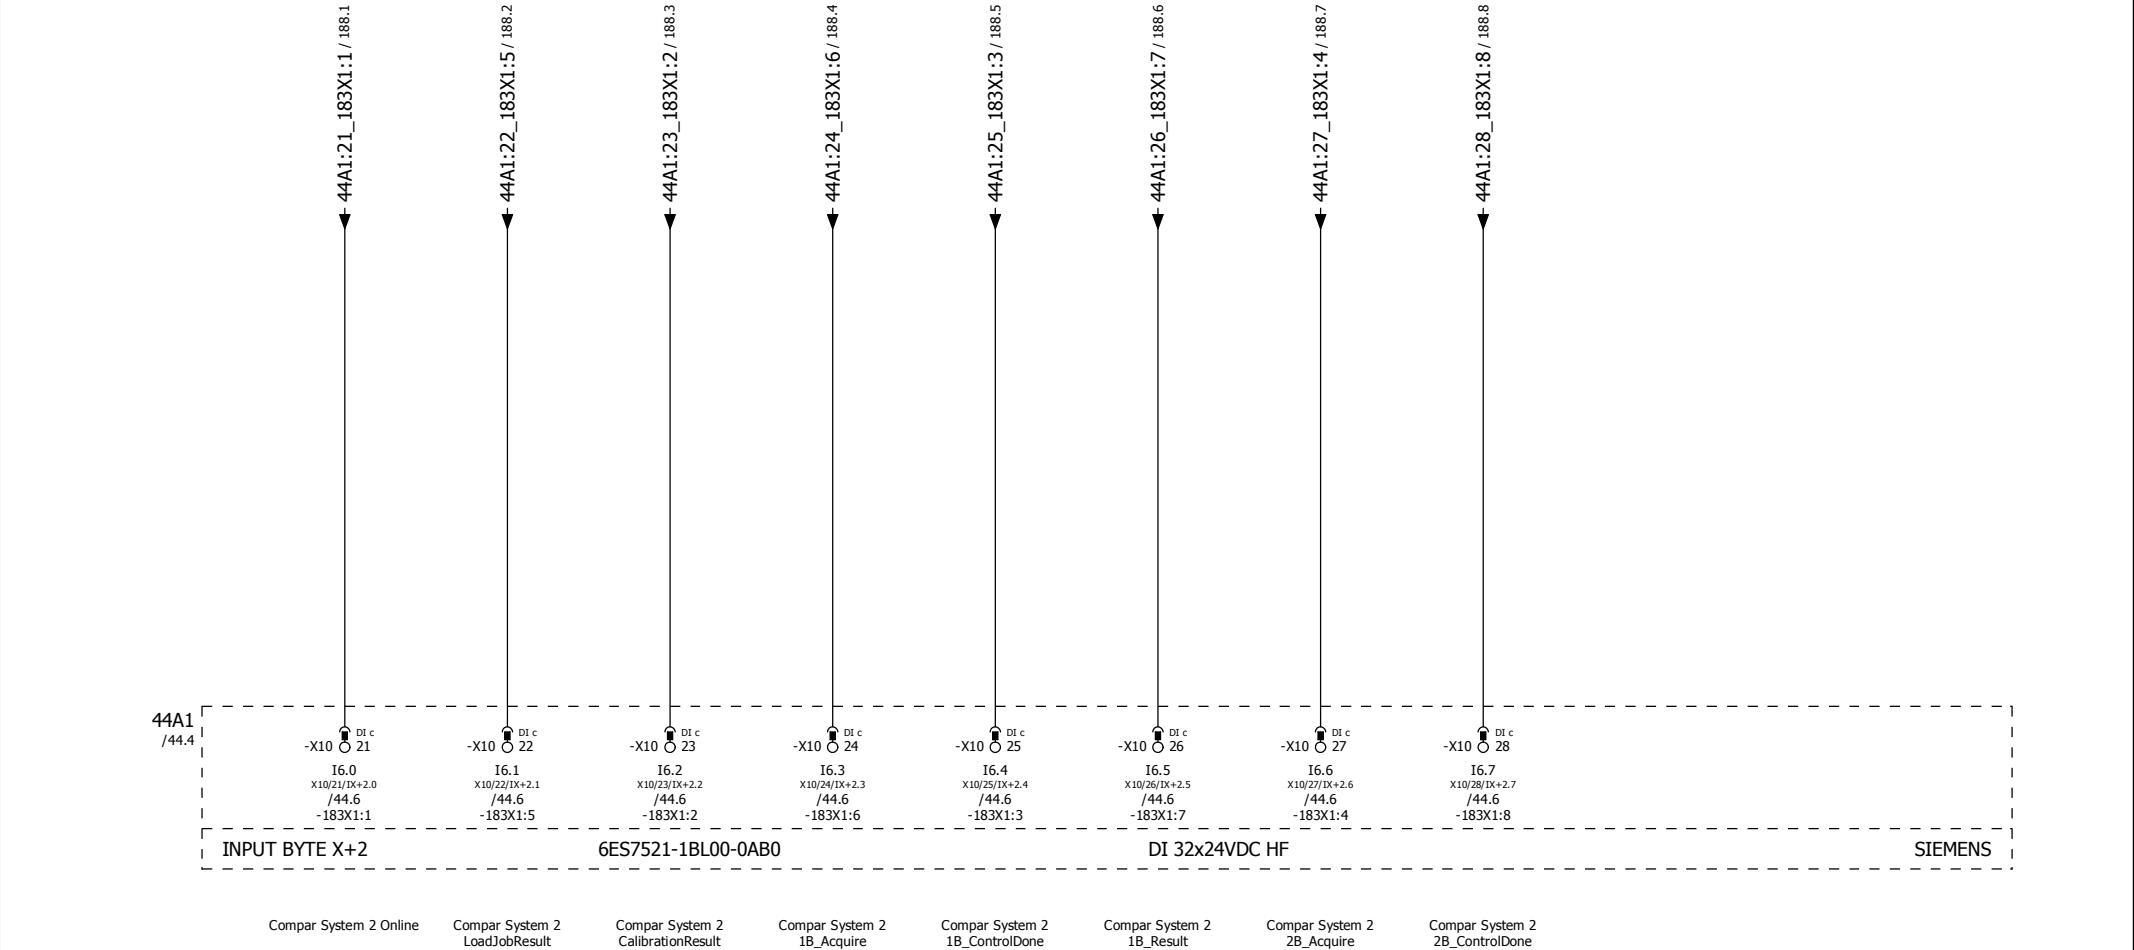 44A1:21_183X1:1 / 188.1
44A1:22_183X1:5 / 188.2
44A1:23_183X1:2 / 188.3
44A1:24_183X1:6 / 188.4
44A1:25_183X1:3 / 188.5
44A1:26_183X1:7 / 188.6
44A1:27_183X1:4 / 188.7
44A1:28_183X1:8 / 188.8
44A1
/44.4
-X10 21 DI c
I6.0
X10/21/IX+2.0
/44.6
-183X1:1
-X10 22 DI c
I6.1
X10/22/IX+2.1
/44.6
-183X1:5
-X10 23 DI c
I6.2
X10/23/IX+2.2
/44.6
-183X1:2
-X10 24 DI c
I6.3
X10/24/IX+2.3
/44.6
-183X1:6
-X10 25 DI c
I6.4
X10/25/IX+2.4
/44.6
-183X1:3
-X10 26 DI c
I6.5
X10/26/IX+2.5
/44.6
-183X1:7
-X10 27 DI c
I6.6
X10/27/IX+2.6
/44.6
-183X1:4
-X10 28 DI c
I6.7
X10/28/IX+2.7
/44.6
-183X1:8
INPUT BYTE X+2 6ES7521-1BL00-0AB0 DI 32x24VDC HF SIEMENS
Compar System 2 Online
Compar System 2
LoadJobResult
Compar System 2
CalibrationResult
Compar System 2
1B_Acquire
Compar System 2
1B_ControlDone
Compar System 2
1B_Result
Compar System 2
2B_Acquire
Compar System 2
2B_ControlDone